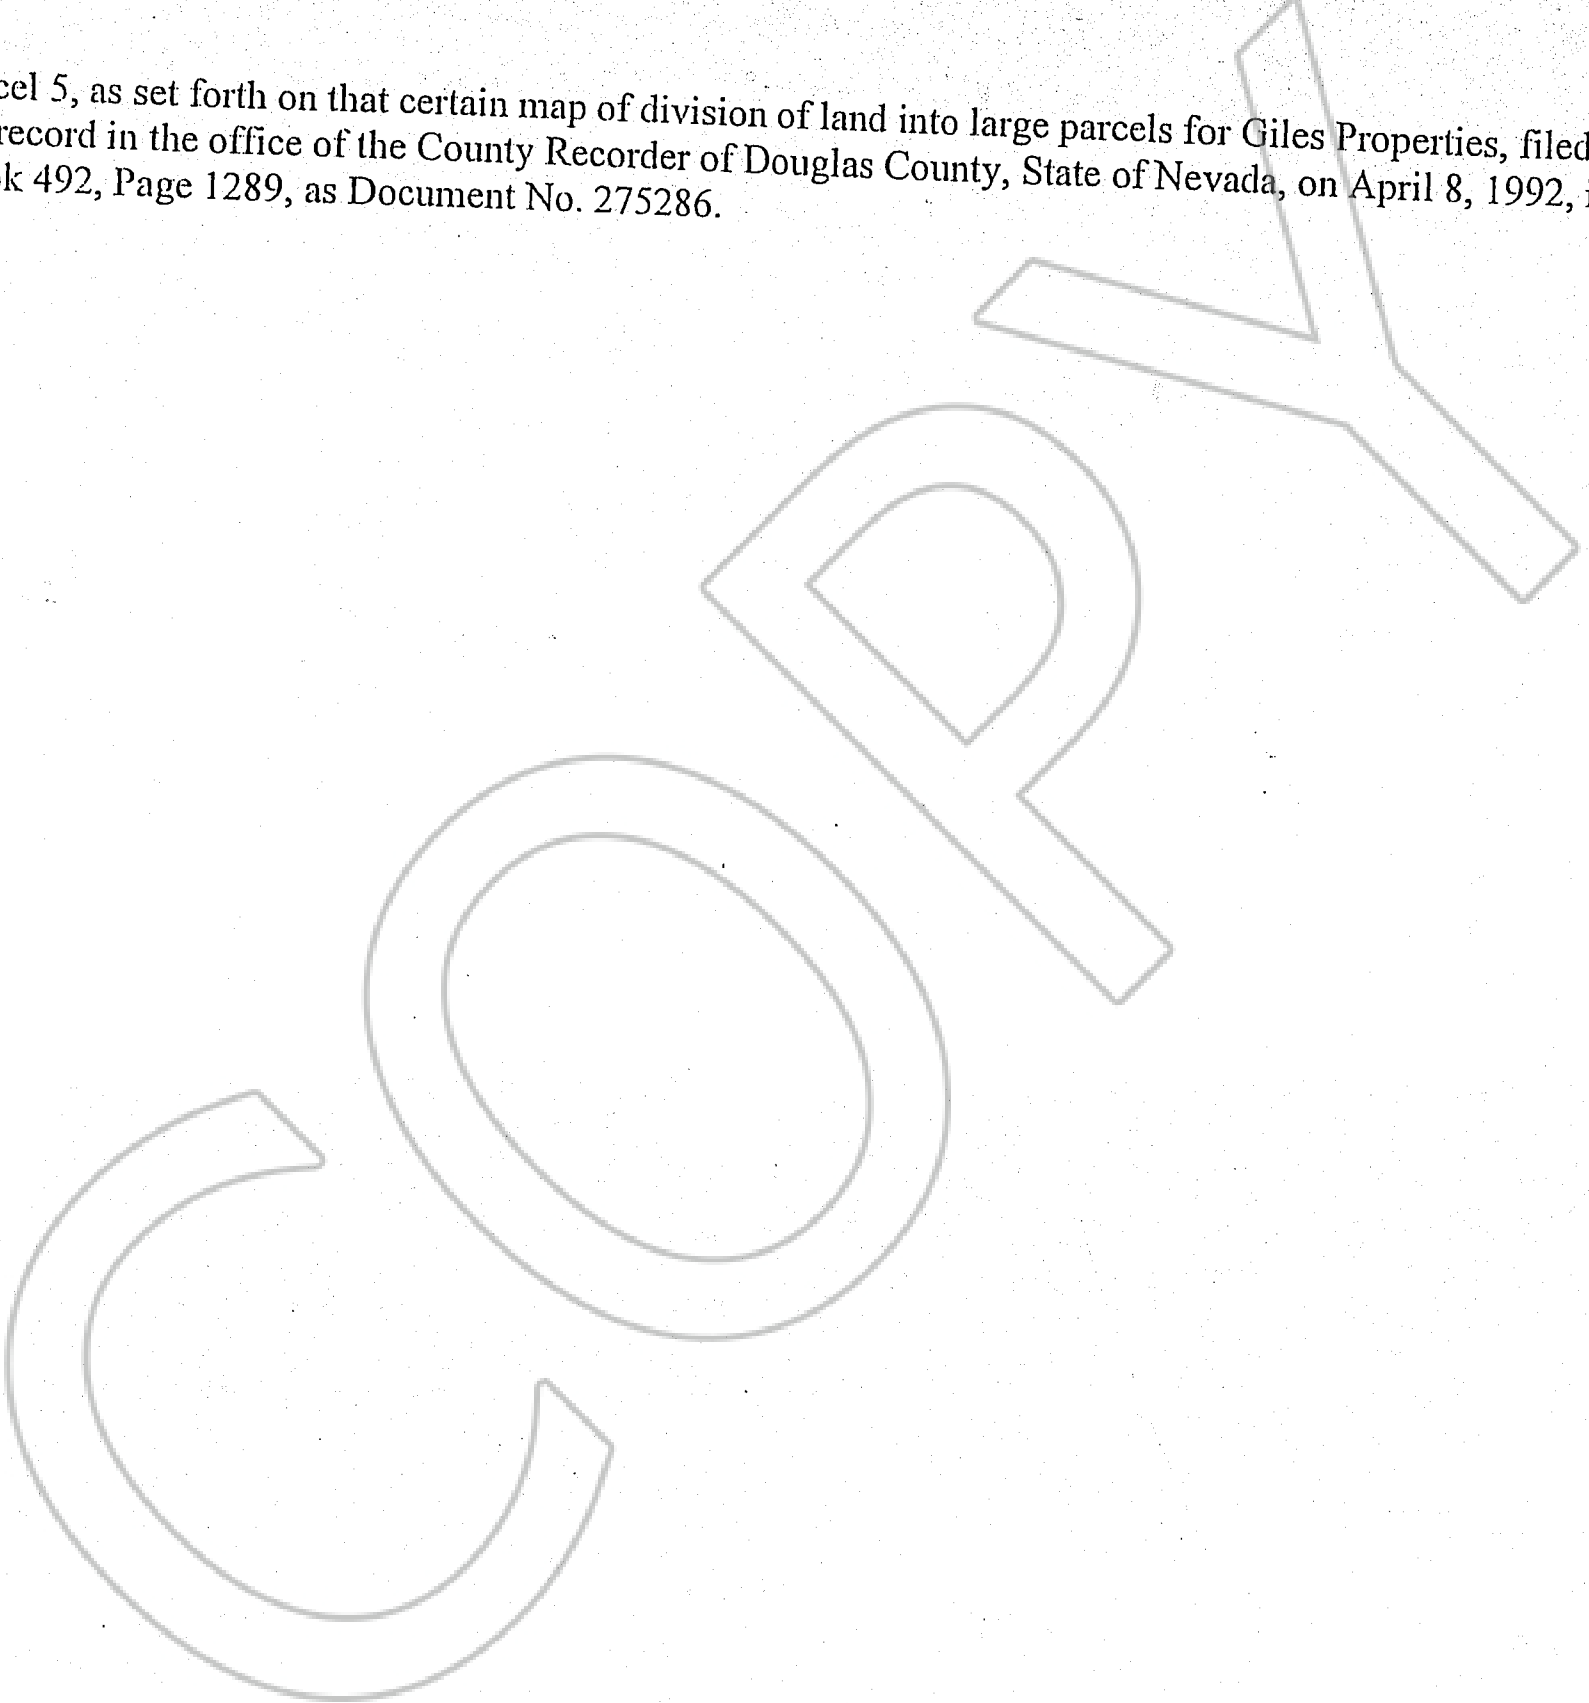 cel 5, as set forth on that certain map of division of land into large parcels for Giles Properties, filed
record in the office of the County Recorder of Douglas County, State of Nevada, on April 8, 1992, i
k 492, Page 1289, as Document No. 275286.
COPY